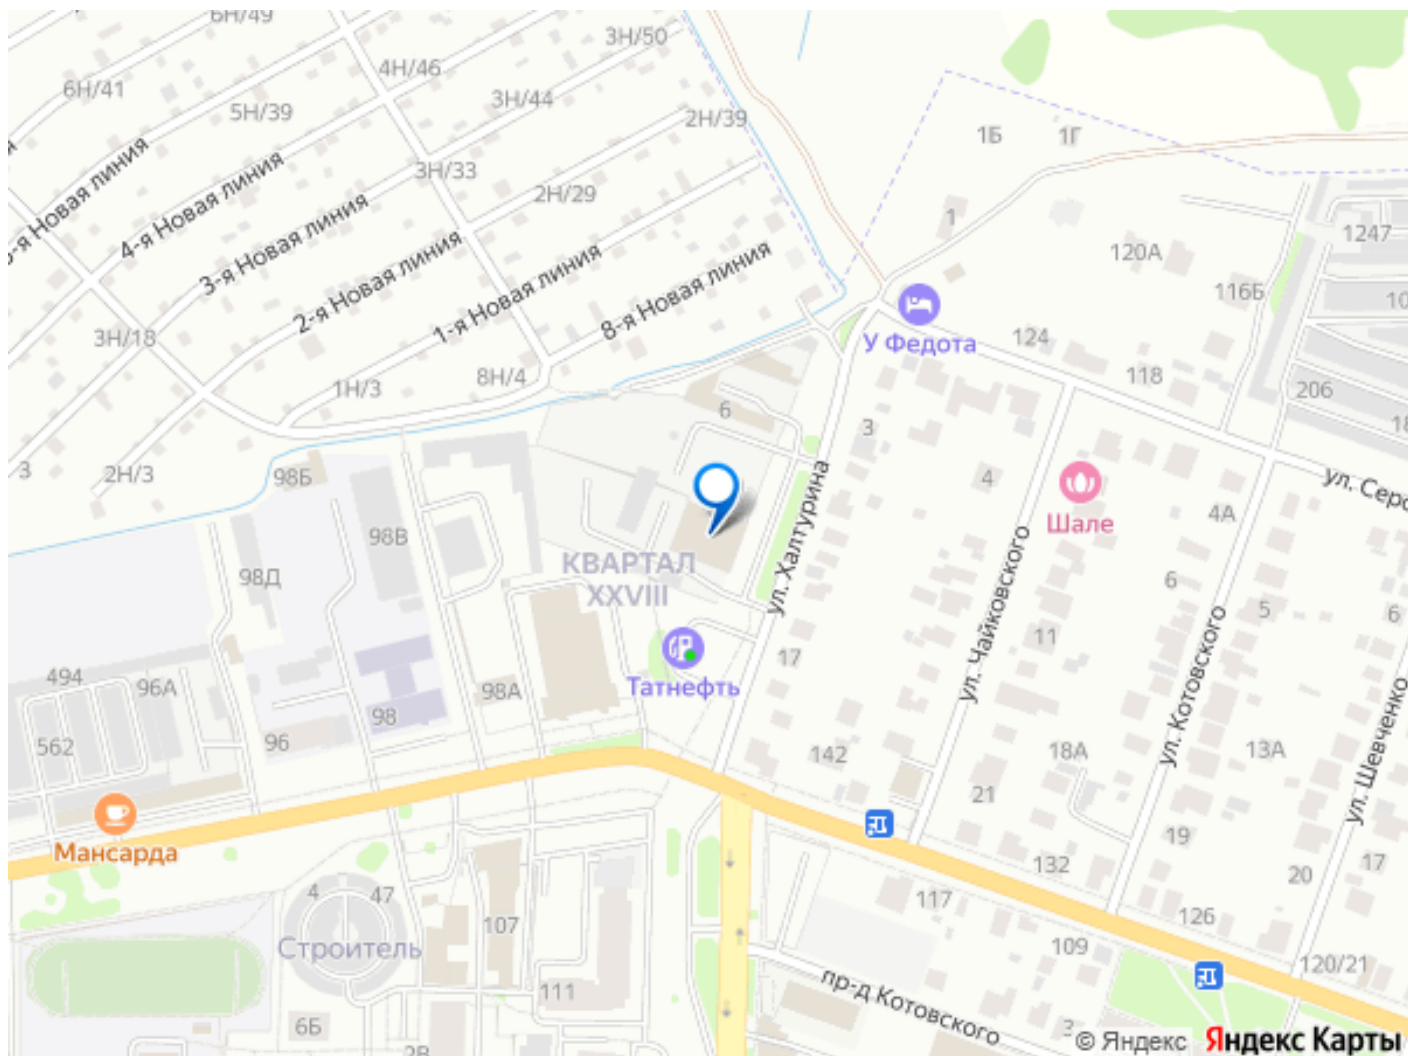 6Н/49
3Н/50
4Н/46
6Н/41
3Н/44
5Н/39
2Н/39
1Б
1Г
3Н/33
2Н/29
5-я Новая линия
4-я Новая линия
3-я Новая линия
2-я Новая линия
1-я Новая линия
8-я Новая линия
1
1247
120А
116Б
10
3Н/18
У Федота
124
118
8Н/4
1Н/3
206
6
3
18
3
2Н/3
98Б
ул. Халтурина
4
ул. Серо
Шале
4А
98В
КВАРТАЛ
XXVIII
98Д
ул. Чайковского
6
5
6
11
ул. Котовского
17
494
96А
98А
Татнефть
98
ул. Шевченко
562
96
142
18А
13А
21
Мансарда
19
132
20
17
4
47
107
117
126
Строитель
109
120/21
пр-д Котовского
111
6Б
2В
3
© Яндекс Яндекс Карты